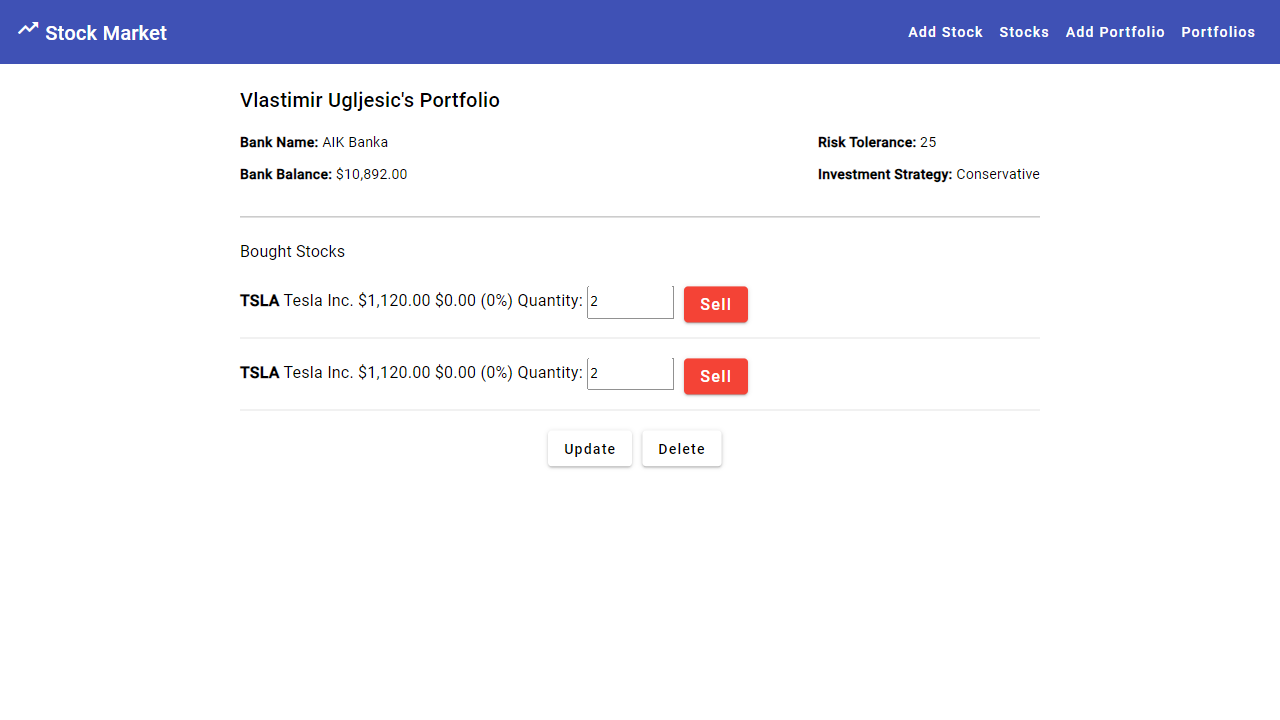 Stock Market Add Stock Stocks Add Portfolio Portfolios
Vlastimir Ugljesic's Portfolio
Bank Name: AIK Banka Risk Tolerance: 25
Bank Balance: $10,892.00 Investment Strategy: Conservative
Bought Stocks
TSLA Tesla Inc. $1,120.00 $0.00 (0%) Quantity: 2 Sell
TSLA Tesla Inc. $1,120.00 $0.00 (0%) Quantity: 2 Sell
Update Delete